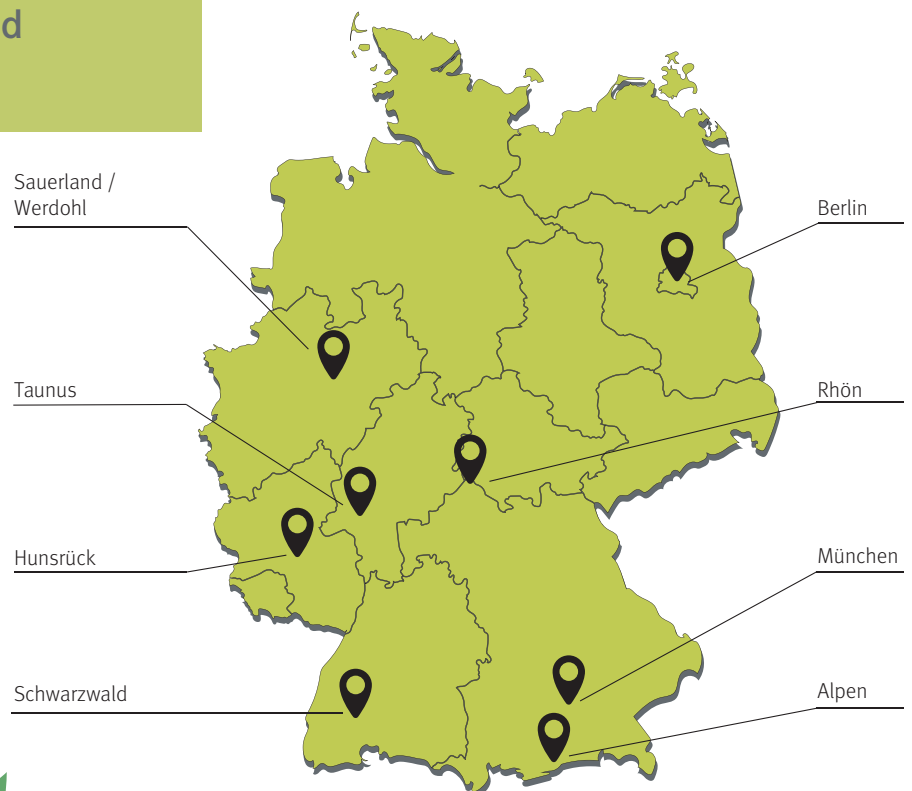 d
Sauerland /
Werdohl
Berlin
Taunus
Rhön
Hunsrück
München
Schwarzwald
Alpen